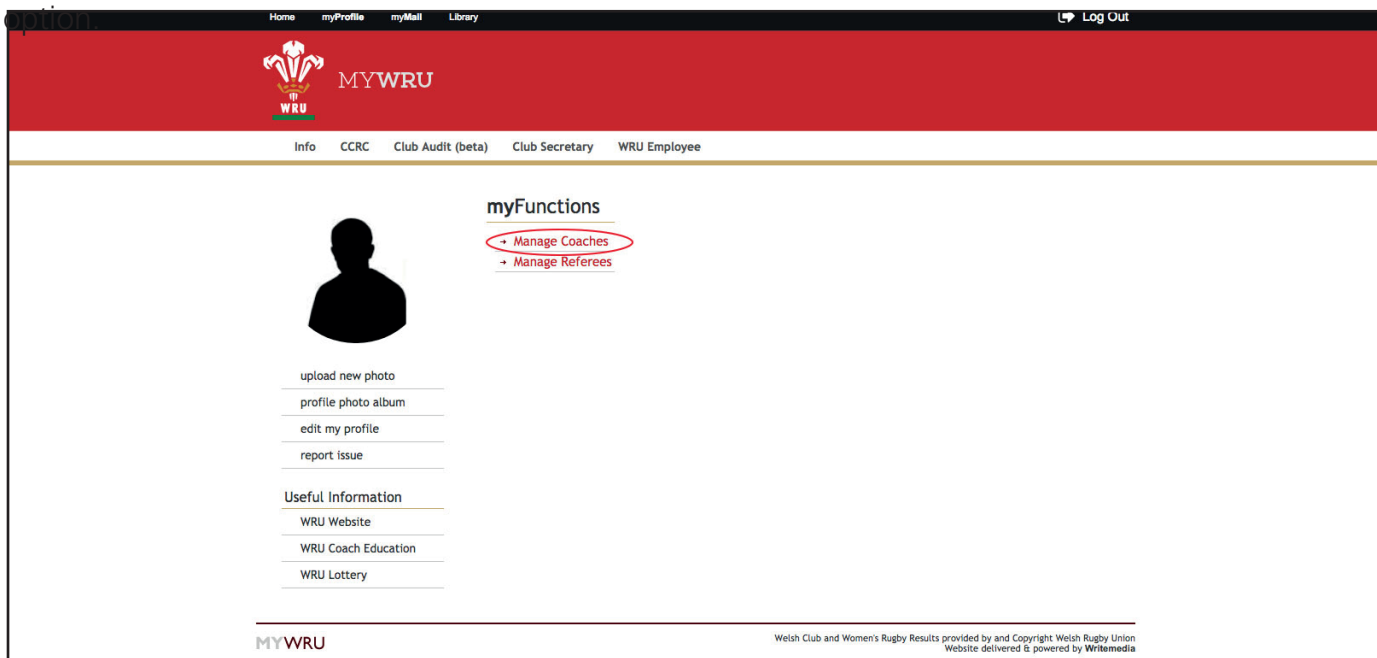 option.
Home myProfile myMail Library Log Out
WRU
MYWRU
Info CCRC Club Audit (beta) Club Secretary WRU Employee
myFunctions
→ Manage Coaches
→ Manage Referees
upload new photo
profile photo album
edit my profile
report issue
Useful Information
WRU Website
WRU Coach Education
WRU Lottery
MYWRU
Welsh Club and Women's Rugby Results provided by and Copyright Welsh Rugby Union
Website delivered & powered by Writemedia